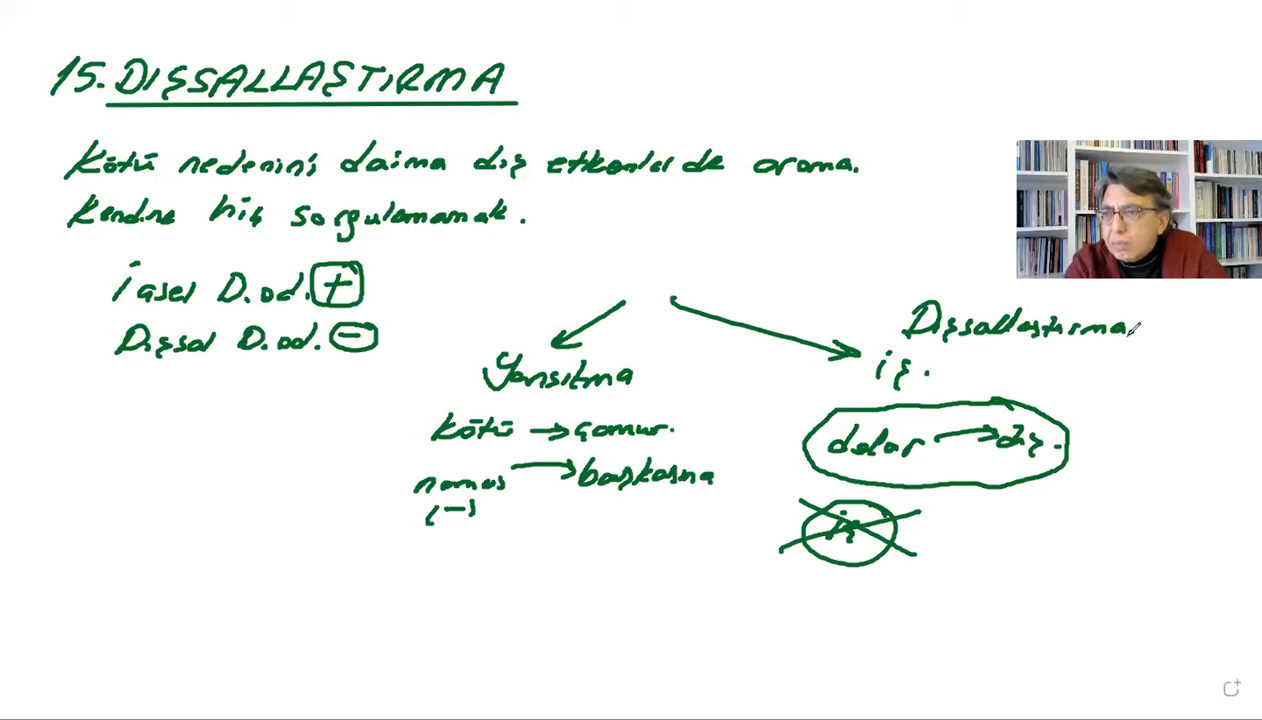 15. DIŞSALLAŞTIRMA
Kötü nedenini daima dış etkenlerde arama.
Kendine hiç sorgulamamak.
İçsel D.od. +
Dışsal D.od. -
Yansıtma
kötü → çamur.
namus → başkasına
(-)
Dışsallaştırma
iş.
dolar → dış.
iç